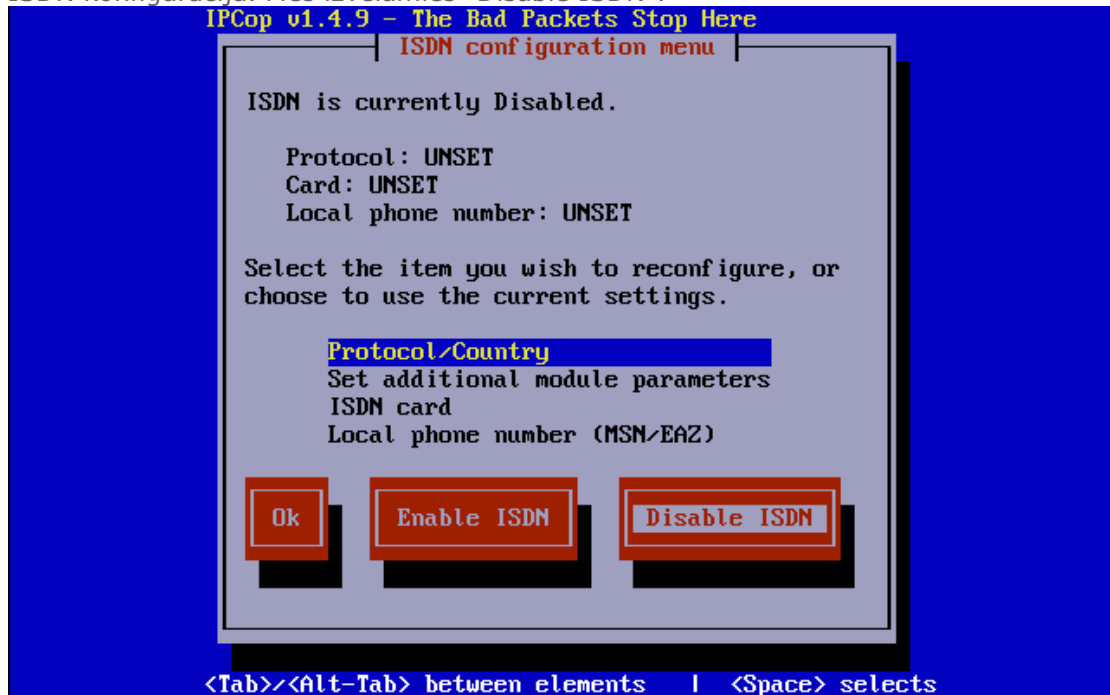 IPCop v1.4.9 - The Bad Packets Stop Here
ISDN configuration menu
ISDN is currently Disabled.
Protocol: UNSET
Card: UNSET
Local phone number: UNSET
Select the item you wish to reconfigure, or
choose to use the current settings.
Protocol/Country
Set additional module parameters
ISDN card
Local phone number (MSN/EAZ)
Ok Enable ISDN Disable ISDN
<Tab>/<Alt-Tab> between elements | <Space> selects